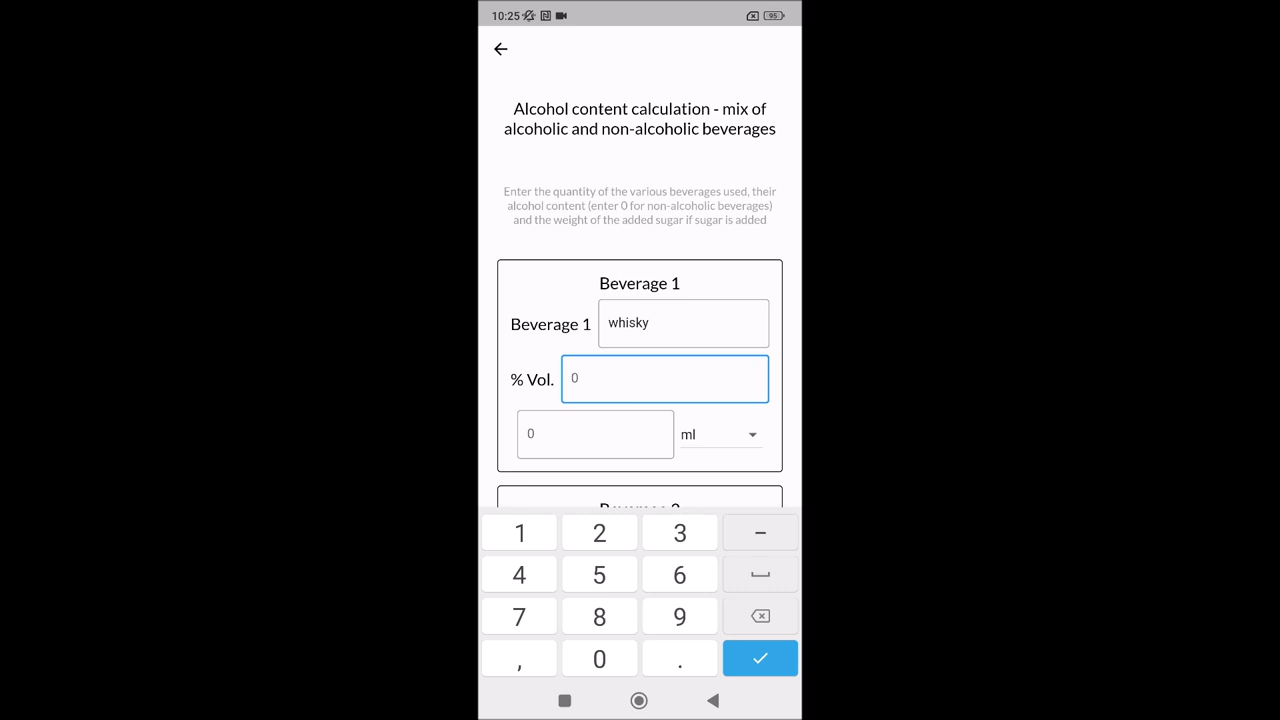 10:25
95
Alcohol content calculation - mix of
alcoholic and non-alcoholic beverages
Enter the quantity of the various beverages used, their
alcohol content (enter 0 for non-alcoholic beverages)
and the weight of the added sugar if sugar is added
Beverage 1
Beverage 1 whisky
% Vol. 0
0 ml
Beverage 2
1 2 3 −
4 5 6
7 8 9
, 0 .